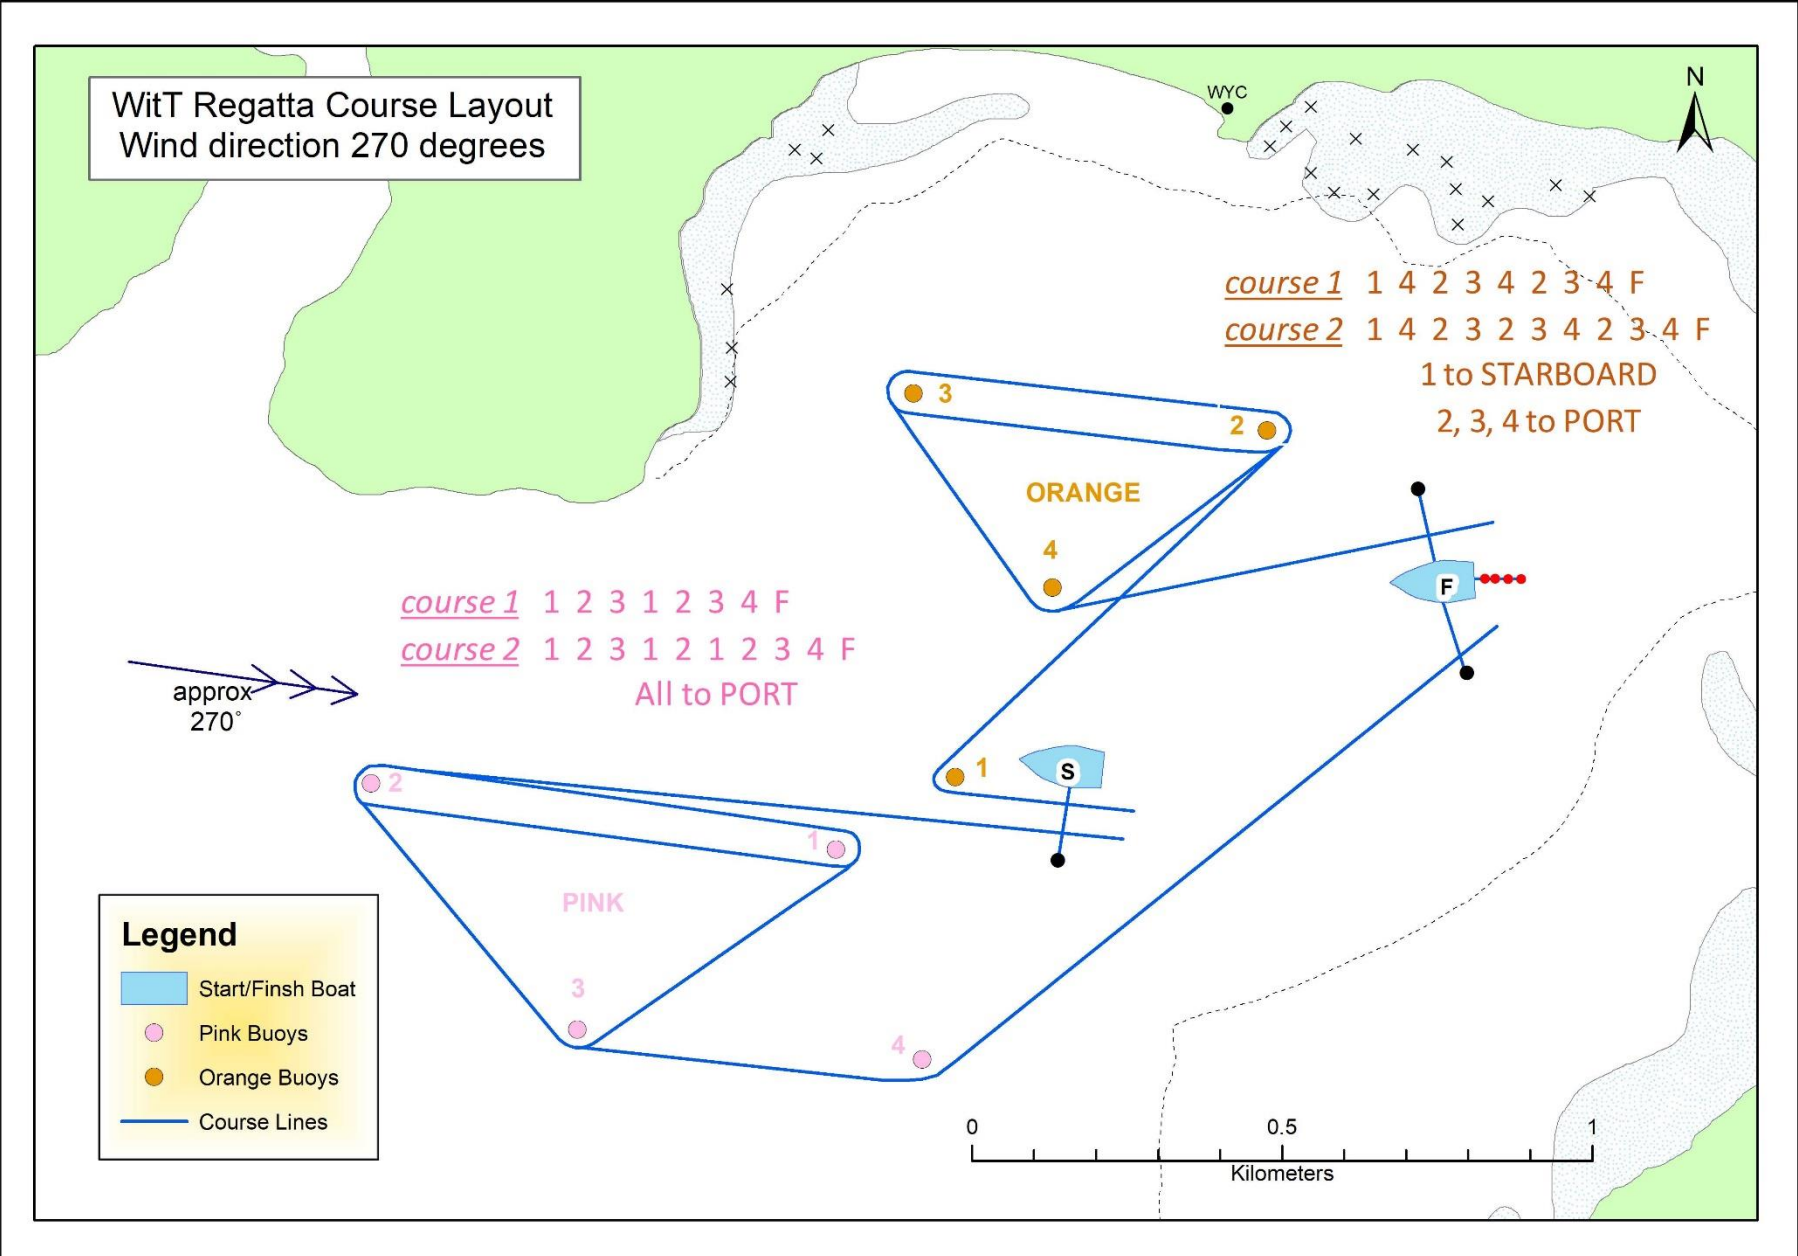 WitT Regatta Course Layout
Wind direction 270 degrees
WYC
N
course 1 1 4 2 3 4 2 3 4 F
course 2 1 4 2 3 2 3 4 2 3 4 F
1 to STARBOARD
2, 3, 4 to PORT
3
2
ORANGE
4
F
course 1 1 2 3 1 2 3 4 F
course 2 1 2 3 1 2 1 2 3 4 F
All to PORT
approx
270°
1
S
2
1
PINK
3
4
Legend
Start/Finsh Boat
Pink Buoys
Orange Buoys
Course Lines
0 0.5 1
Kilometers